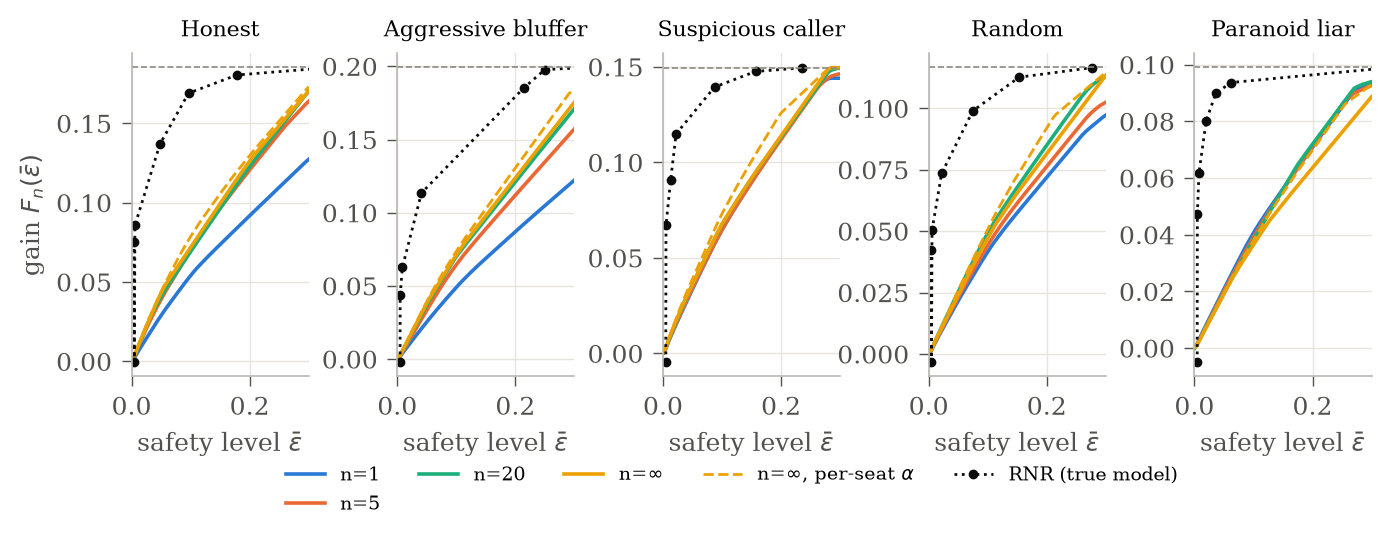 Honest
Aggressive bluffer
Suspicious caller
Random
Paranoid liar
gain Fₙ(ε̄)
0.15
0.10
0.05
0.00
0.0 0.2
safety level ε̄
0.20
0.15
0.10
0.05
0.00
0.0 0.2
safety level ε̄
0.15
0.10
0.05
0.00
0.0 0.2
safety level ε̄
0.100
0.075
0.050
0.025
0.000
0.0 0.2
safety level ε̄
0.10
0.08
0.06
0.04
0.02
0.00
0.0 0.2
safety level ε̄
n=1
n=5
n=20
n=∞
n=∞, per-seat α
RNR (true model)